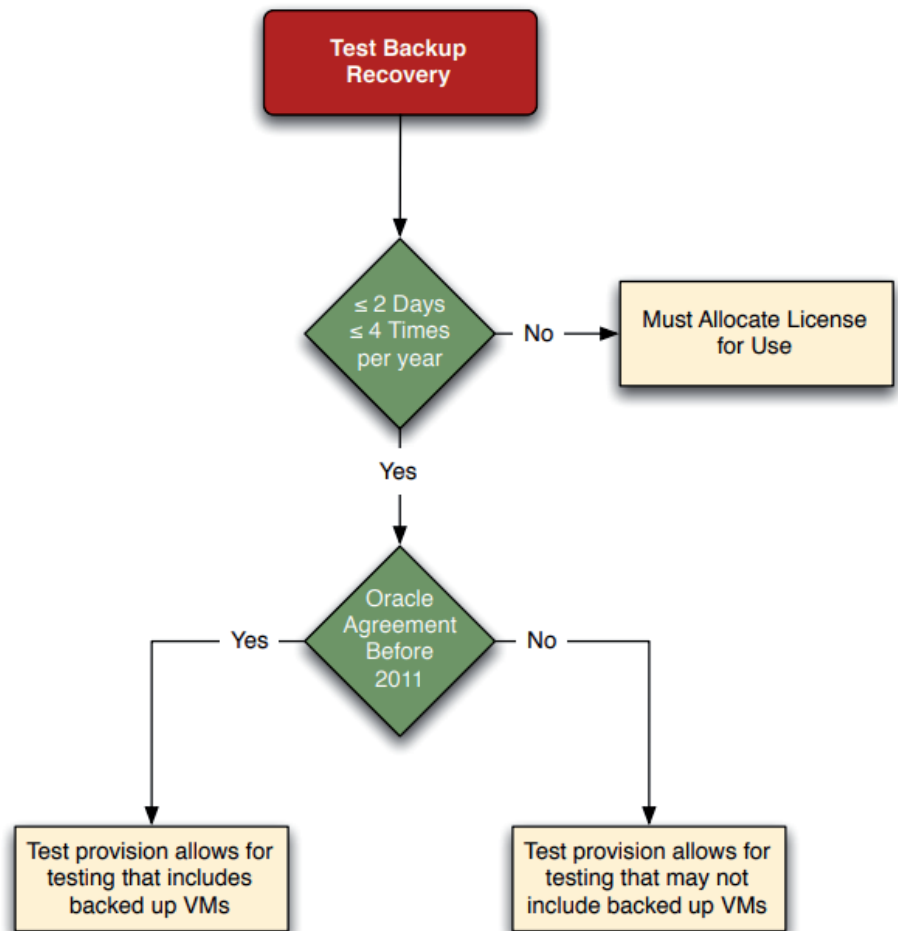 Test Backup
Recovery
≤ 2 Days
≤ 4 Times
per year
No
Must Allocate License
for Use
Yes
Oracle
Agreement
Before
2011
Yes
No
Test provision allows for
testing that includes
backed up VMs
Test provision allows for
testing that may not
include backed up VMs